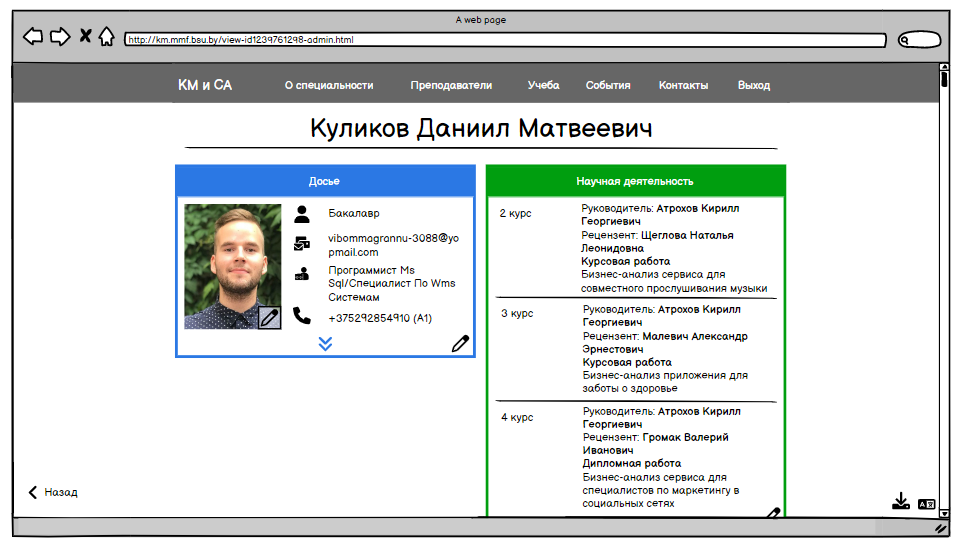 A web page
http://km.mmf.bsu.by/view-id1239761298-admin.html
КМ и СА
О специальности
Преподаватели
Учеба
События
Контакты
Выход
Куликов Даниил Матвеевич
Досье
Бакалавр
vibommagrannu-3088@yo
pmail.com
Программист Ms
Sql/Специалист По Wms
Системам
+375292854910 (A1)
Научная деятельность
2 курс
Руководитель: Атрохов Кирилл
Георгиевич
Рецензент: Щеглова Наталья
Леонидовна
Курсовая работа
Бизнес-анализ сервиса для
совместного прослушивания музыки
3 курс
Руководитель: Атрохов Кирилл
Георгиевич
Рецензент: Малевич Александр
Эрнестович
Курсовая работа
Бизнес-анализ приложения для
заботы о здоровье
4 курс
Руководитель: Атрохов Кирилл
Георгиевич
Рецензент: Громак Валерий
Иванович
Дипломная работа
Бизнес-анализ сервиса для
специалистов по маркетингу в
социальных сетях
Назад